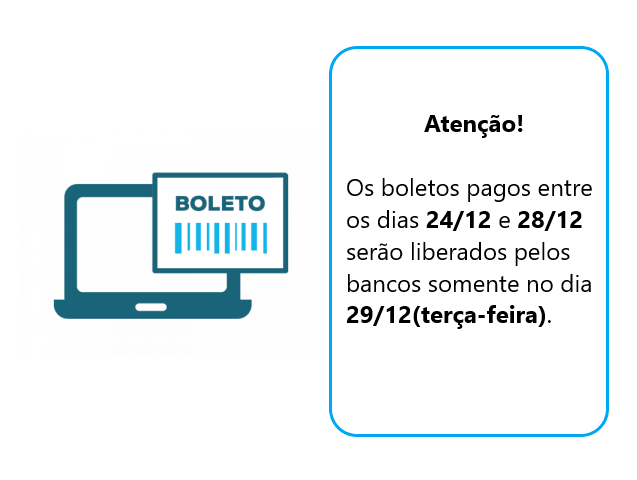 BOLETO
Atenção!
Os boletos pagos entre
os dias 24/12 e 28/12
serão liberados pelos
bancos somente no dia
29/12(terça-feira).